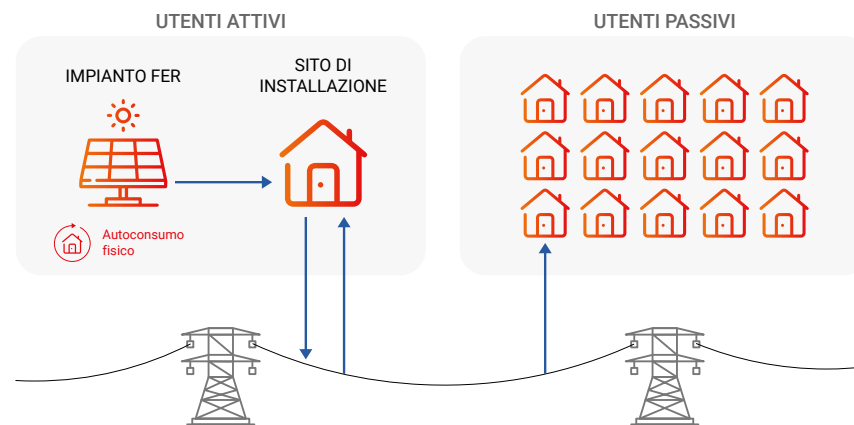 UTENTI ATTIVI
UTENTI PASSIVI
IMPIANTO FER
SITO DI
INSTALLAZIONE
Autoconsumo
fisico